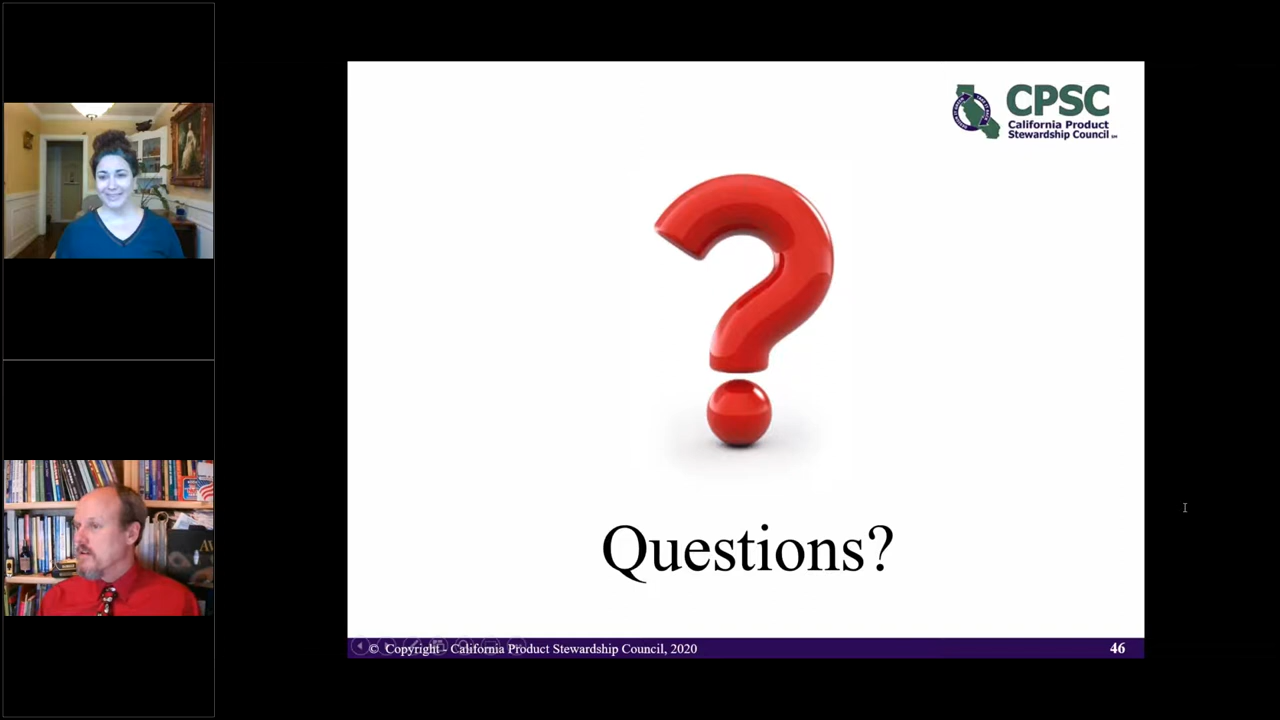 CPSC
California Product
Stewardship Council
Questions?
© Copyright - California Product Stewardship Council, 2020
46